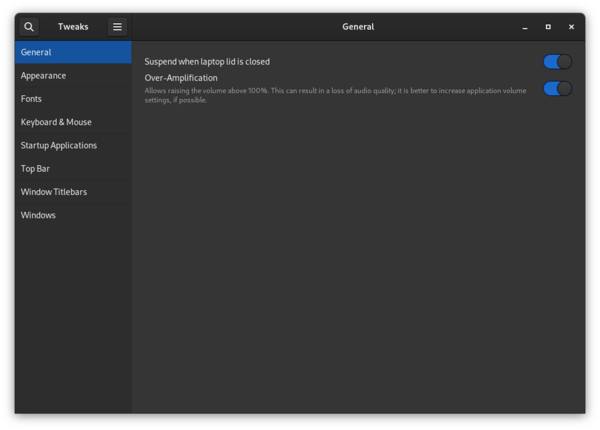 Tweaks
General
General
Appearance
Fonts
Keyboard & Mouse
Startup Applications
Top Bar
Window Titlebars
Windows
Suspend when laptop lid is closed
Over-Amplification
Allows raising the volume above 100%. This can result in a loss of audio quality; it is better to increase application volume
settings, if possible.